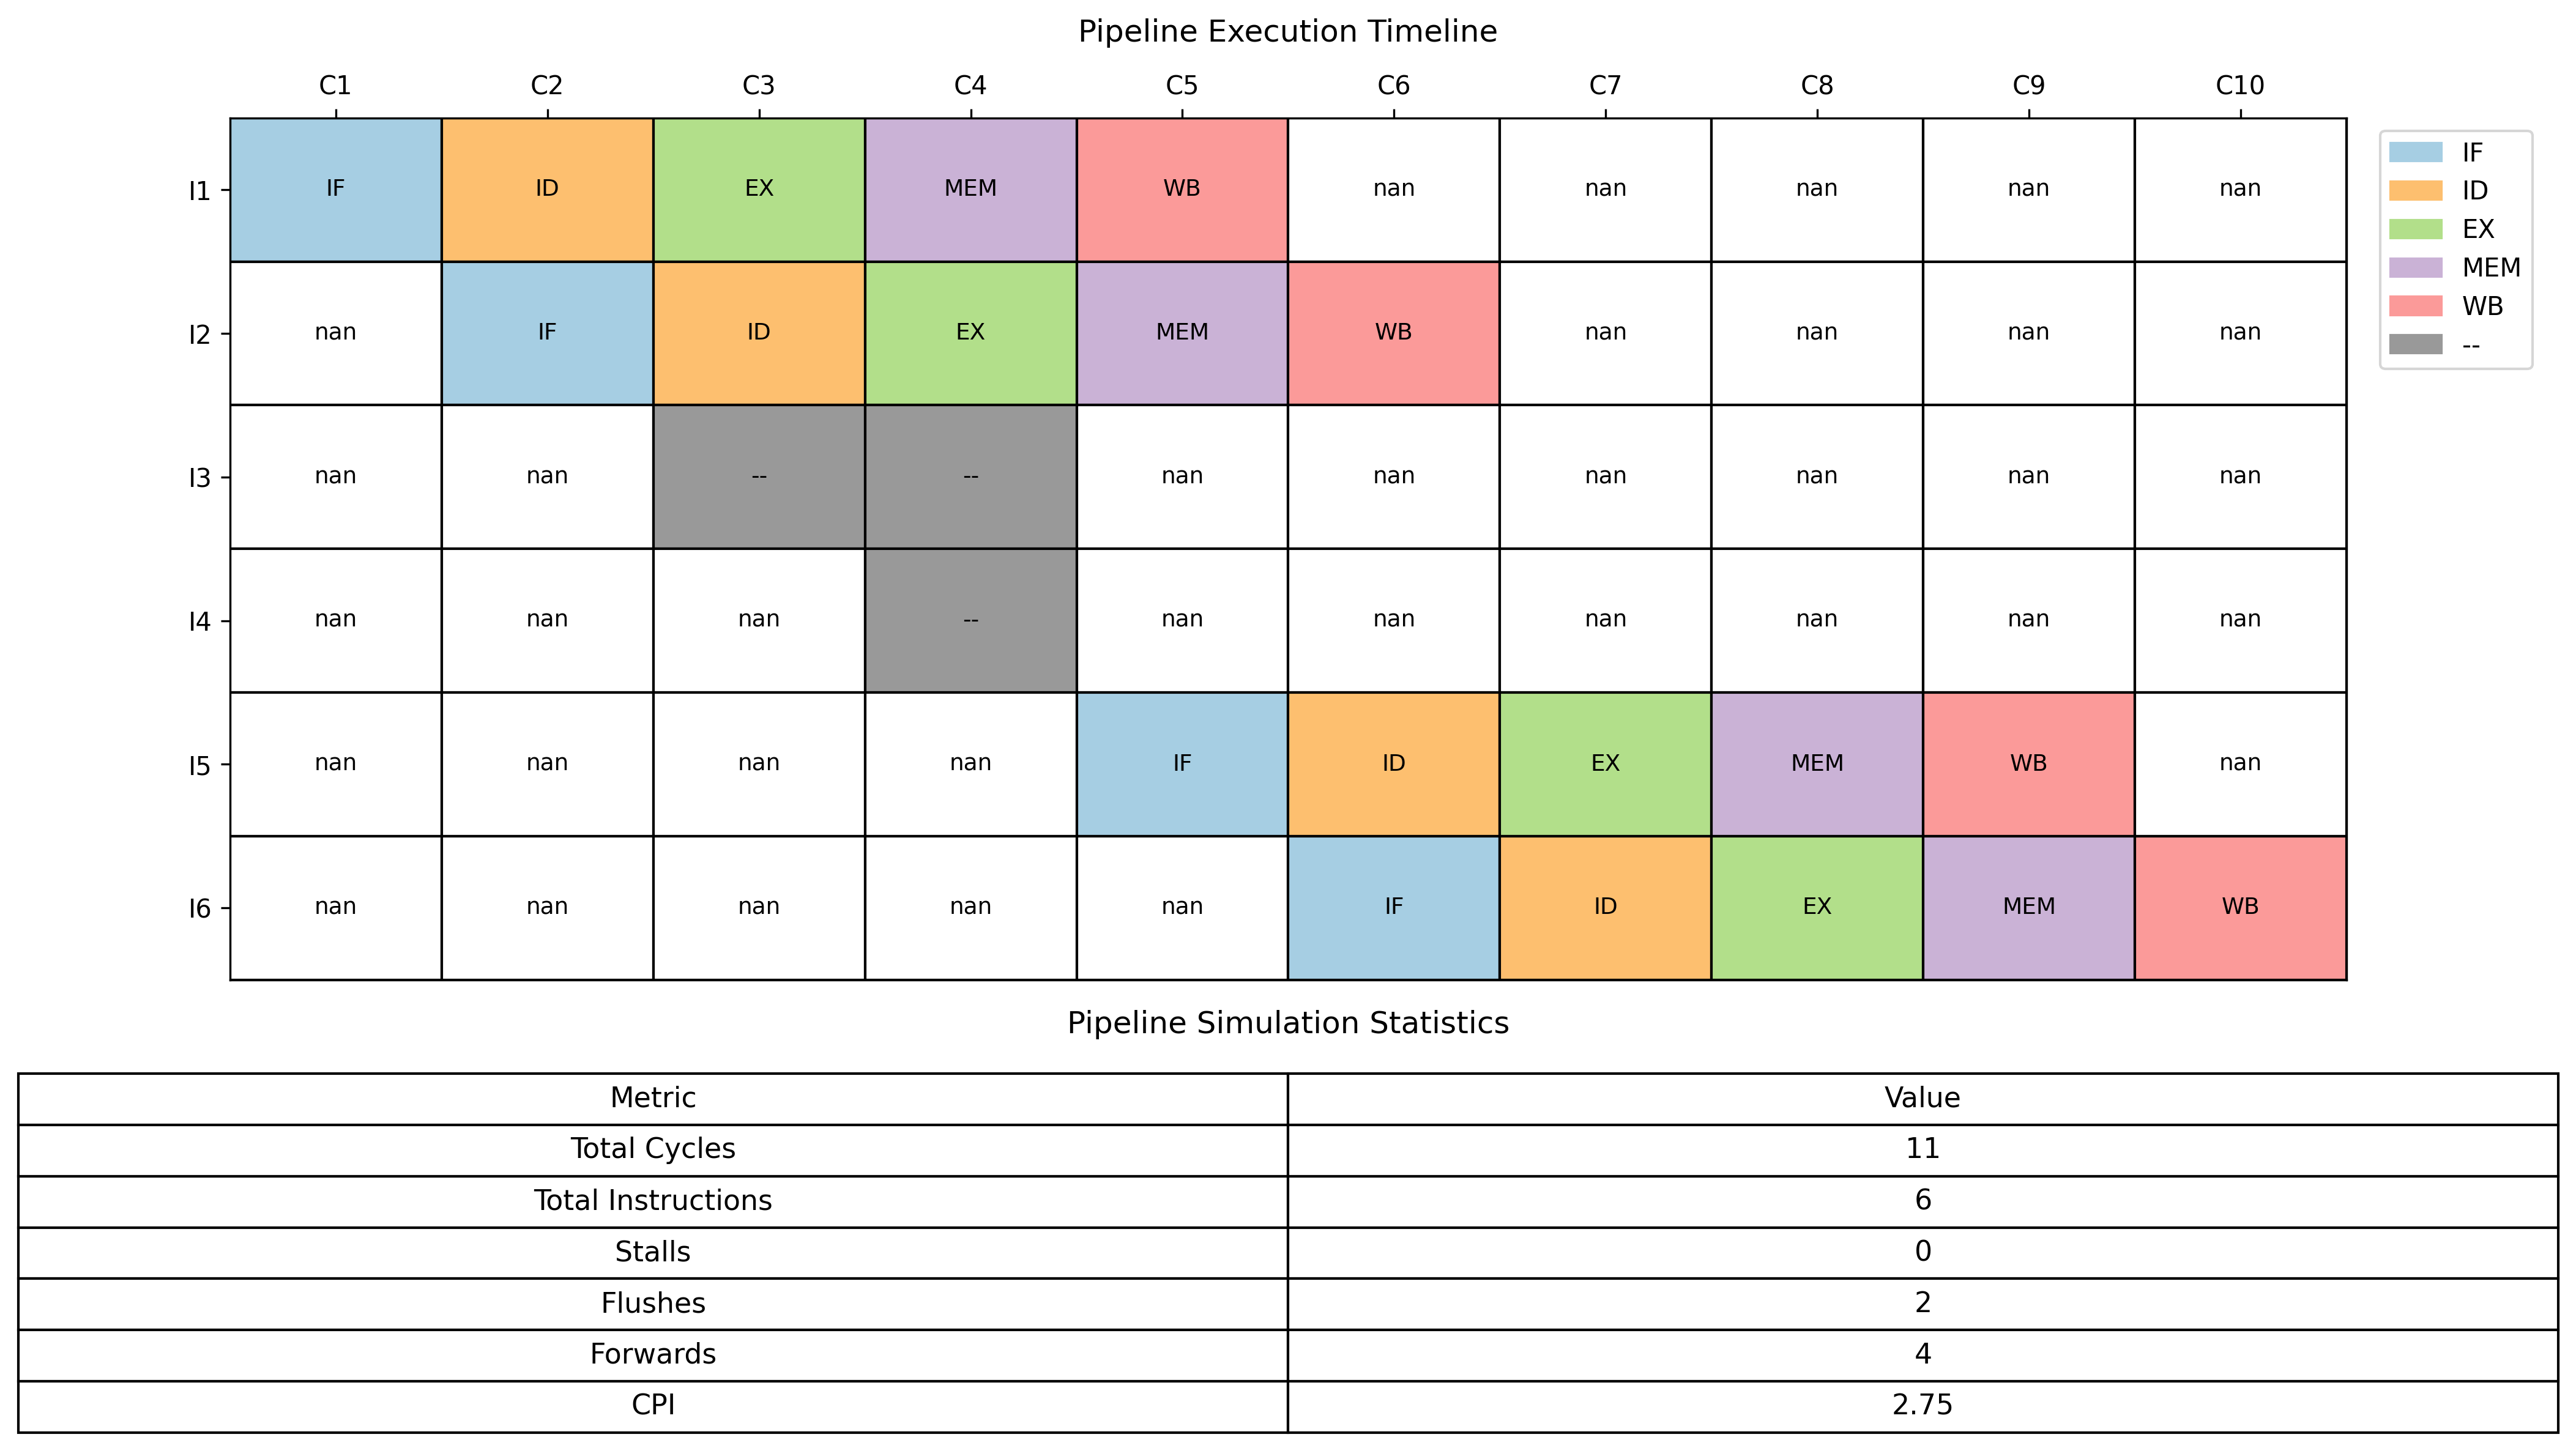 Pipeline Execution Timeline
C1 C2 C3 C4 C5 C6 C7 C8 C9 C10
I1 IF ID EX MEM WB nan nan nan nan nan
I2 nan IF ID EX MEM WB nan nan nan nan
I3 nan nan -- -- nan nan nan nan nan nan
I4 nan nan nan -- nan nan nan nan nan nan
I5 nan nan nan nan IF ID EX MEM WB nan
I6 nan nan nan nan nan IF ID EX MEM WB
IF
ID
EX
MEM
WB
--
Pipeline Simulation Statistics
Metric Value
Total Cycles 11
Total Instructions 6
Stalls 0
Flushes 2
Forwards 4
CPI 2.75